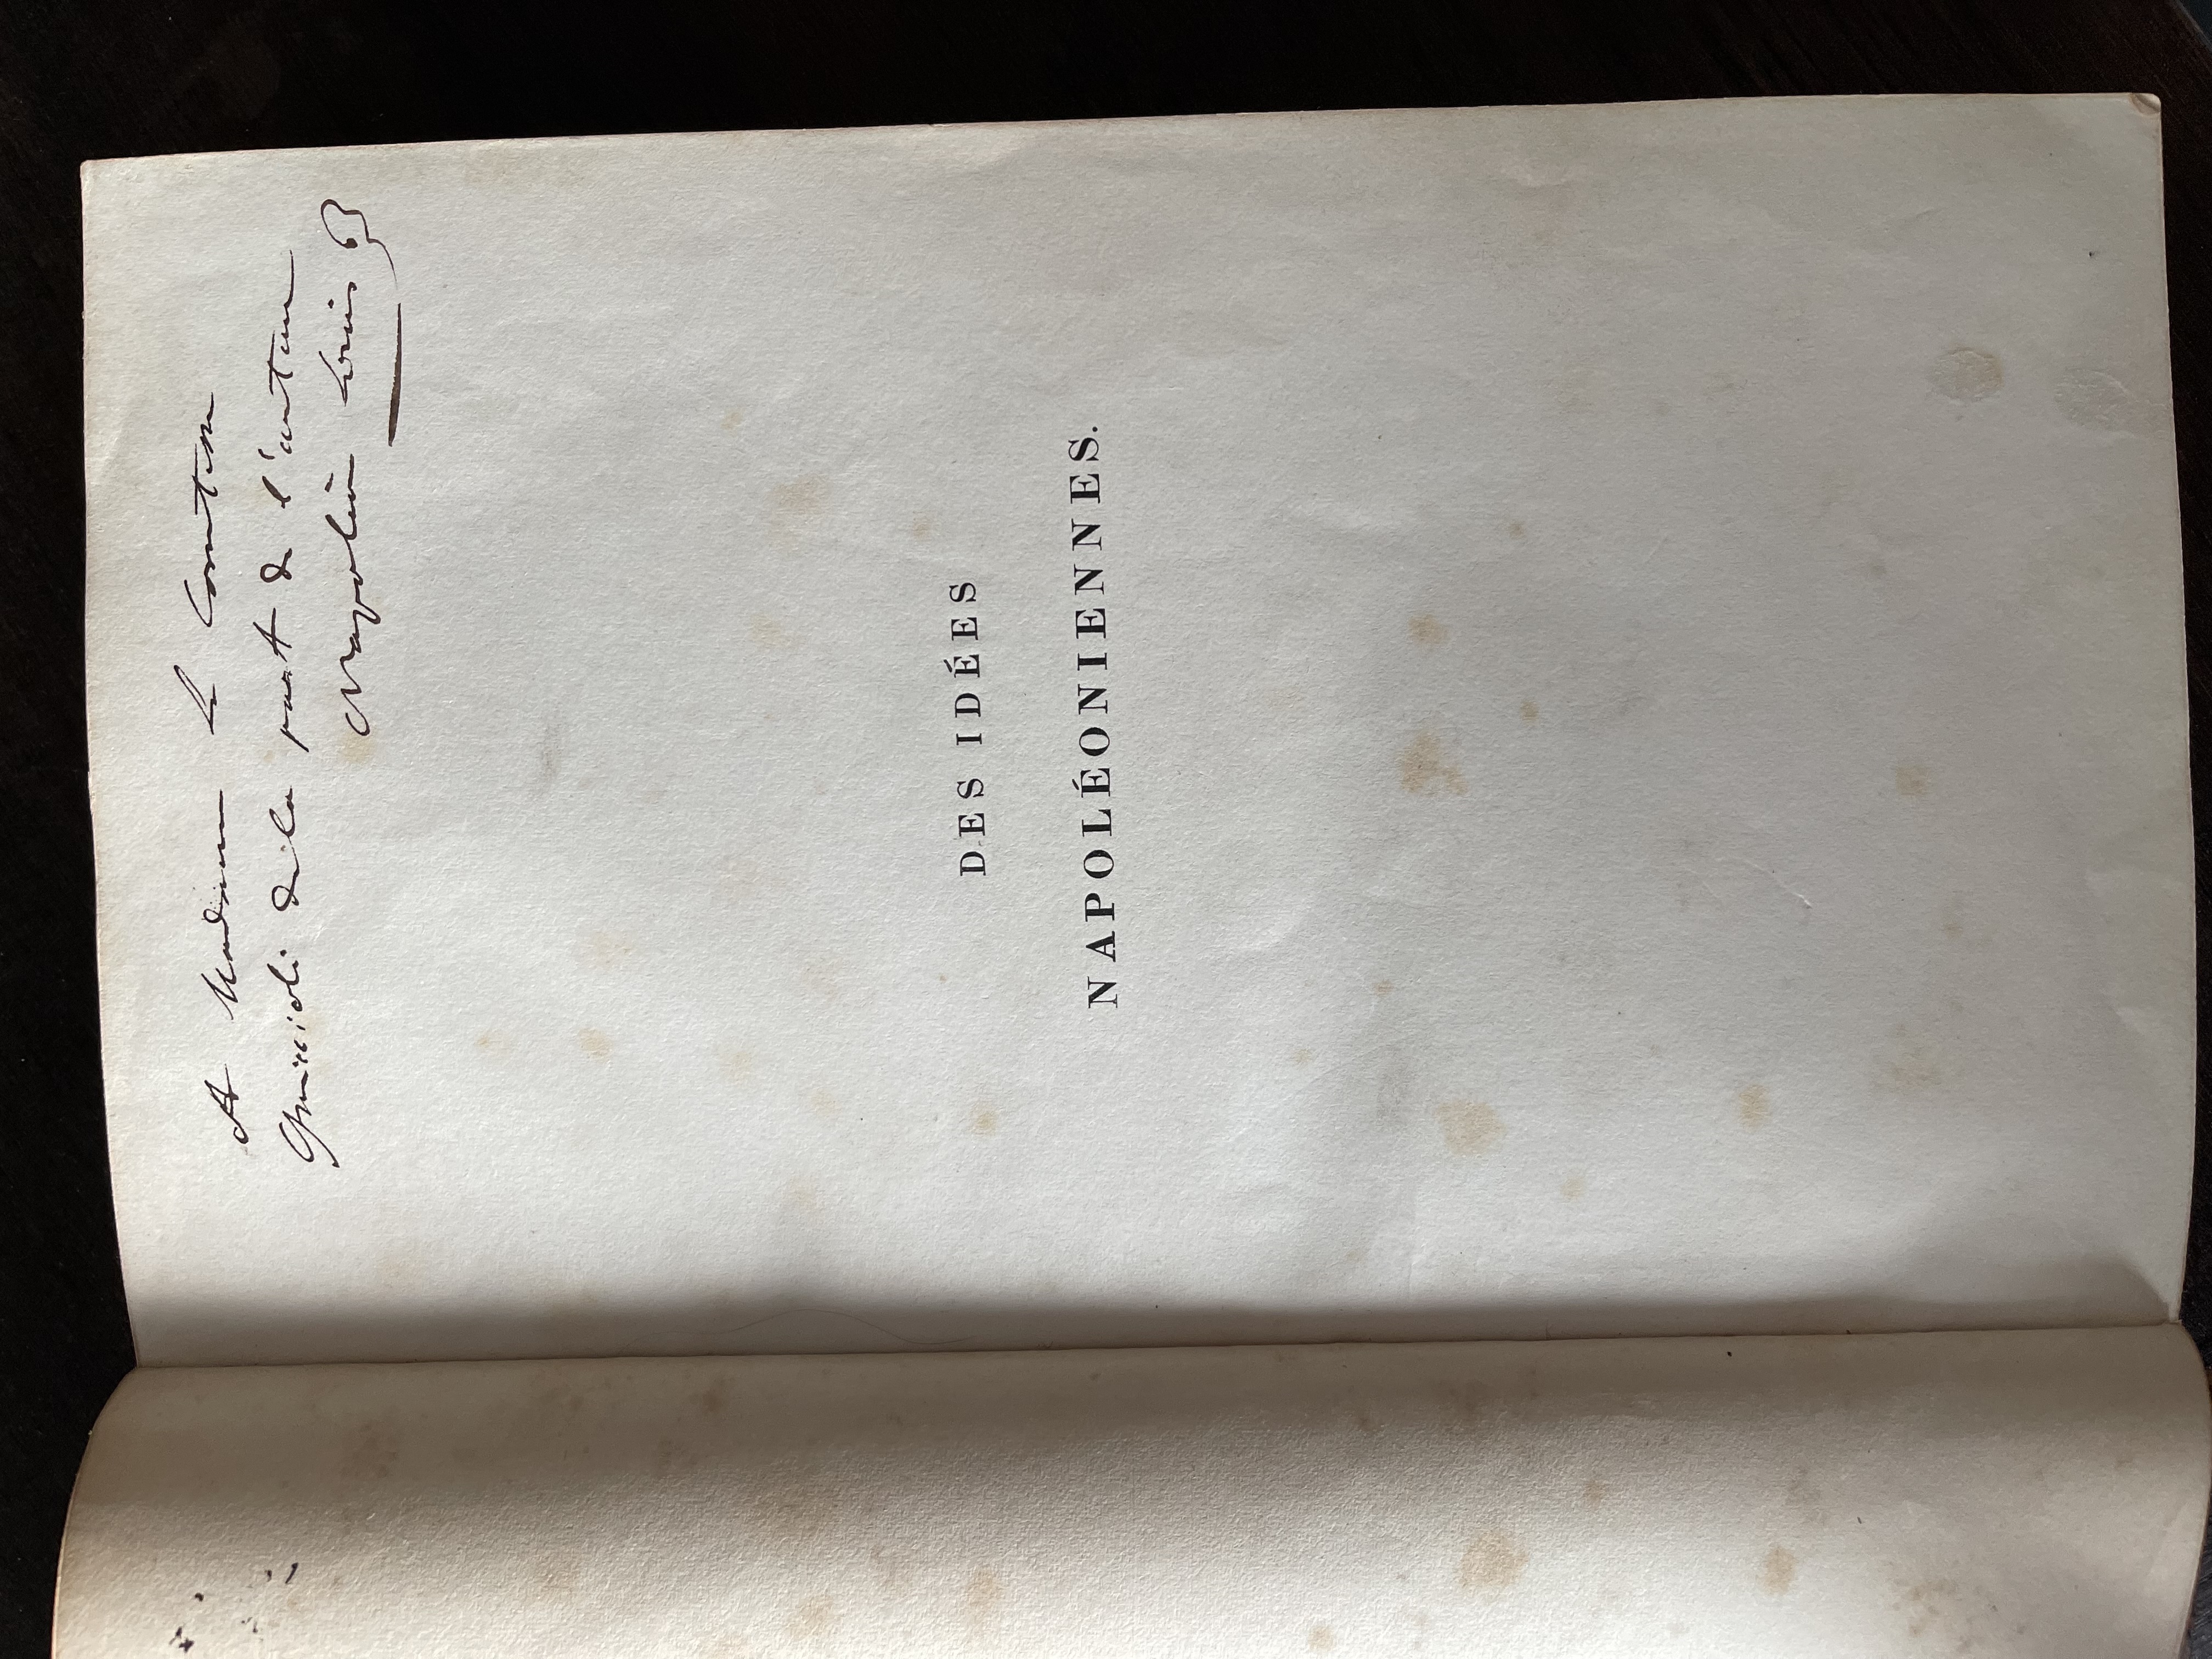 A Madame la Comtesse
Guiccioli de la part de l'auteur
Napoléon Louis B
DES IDÉES
NAPOLÉONIENNES.